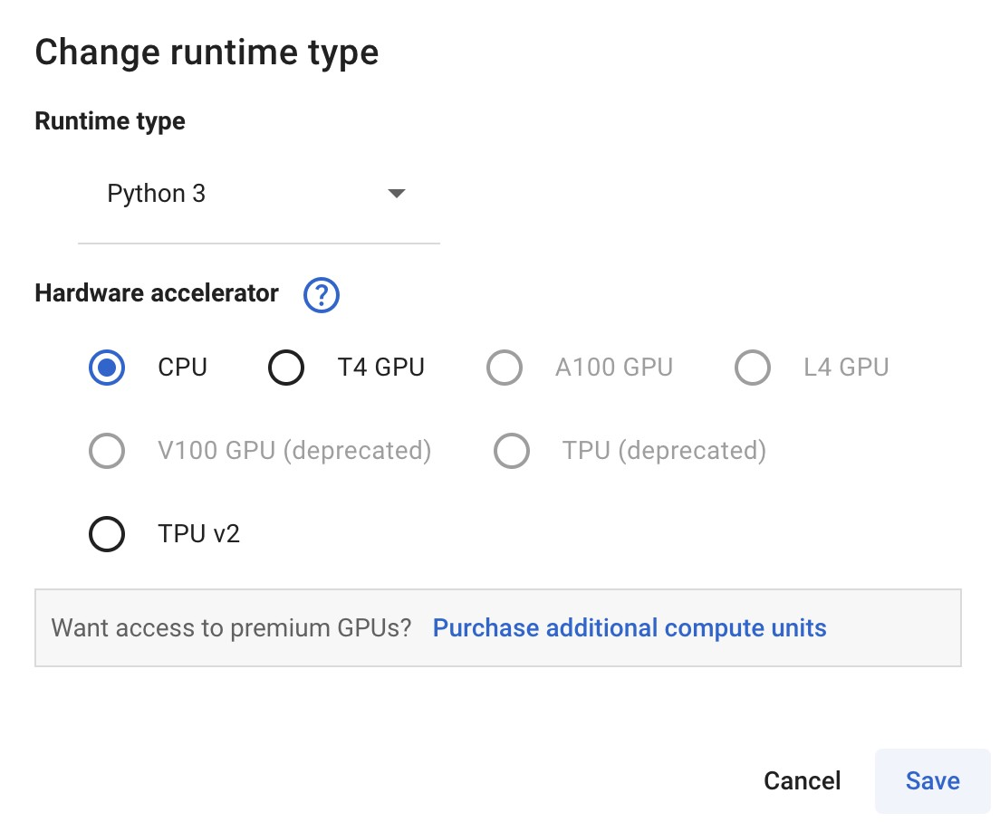 Change runtime type
Runtime type
Python 3
Hardware accelerator ?
CPU T4 GPU A100 GPU L4 GPU
V100 GPU (deprecated) TPU (deprecated)
TPU v2
Want access to premium GPUs? Purchase additional compute units
Cancel Save